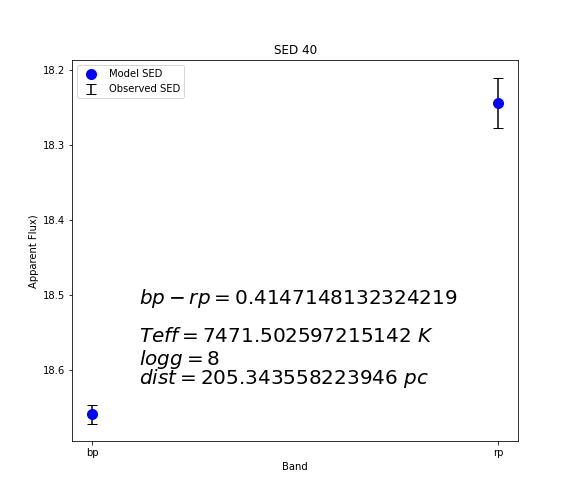 SED 40
Model SED
Observed SED
18.2
18.3
18.4
18.5
18.6
Apparent Flux)
bp − rp = 0.4147148132324219
Teff = 7471.502597215142 K
logg = 8
dist = 205.343558223946 pc
bp
rp
Band